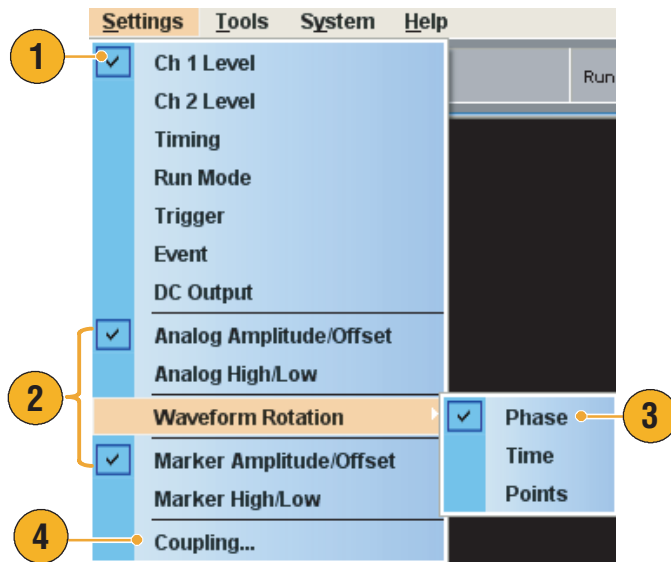 Settings Tools System Help
1
Ch 1 Level
Run
Ch 2 Level
Timing
Run Mode
Trigger
Event
DC Output
Analog Amplitude/Offset
Analog High/Low
2
Waveform Rotation
Phase
3
Marker Amplitude/Offset
Time
Marker High/Low
Points
4
Coupling...